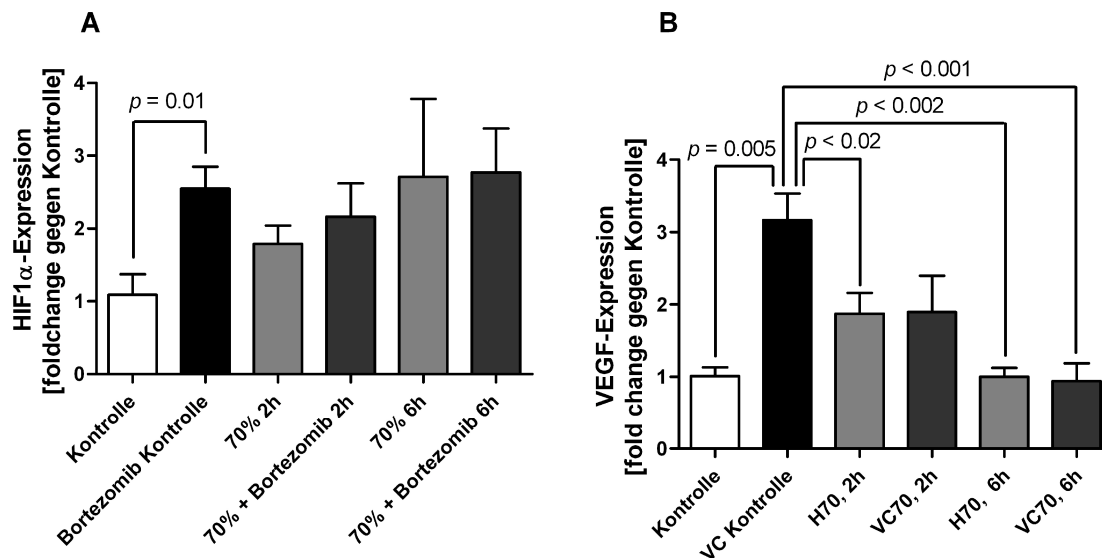 A
HIF1α-Expression
[foldchange gegen Kontrolle]
4
3
2
1
0
p = 0.01
Kontrolle
Bortezomib Kontrolle
70% 2h
70% + Bortezomib 2h
70% 6h
70% + Bortezomib 6h
B
VEGF-Expression
[fold change gegen Kontrolle]
4
3
2
1
0
p < 0.001
p < 0.002
p = 0.005
p < 0.02
Kontrolle
VC Kontrolle
H70, 2h
VC70, 2h
H70, 6h
VC70, 6h